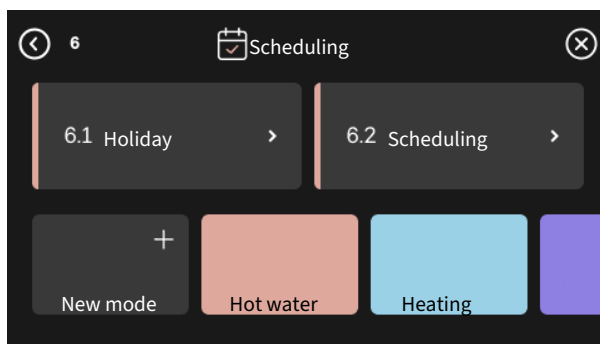 6 Scheduling
6.1 Holiday
6.2 Scheduling
New mode
Hot water
Heating